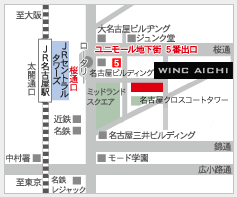 至大阪
大名古屋ビルヂング
ジュンク堂
ユニモール地下街 5番出口
桜通
桜通口
JRセントラルタワーズ
JR名古屋駅
太閤通口
ロータリー
5
名古屋ビルディング
WINC AICHI
ミッドランドスクエア
名古屋クロスコートタワー
近鉄
名鉄
名古屋三井ビルディング
錦通
中村署
モード学園
広小路通
至東京
名鉄
レジャック